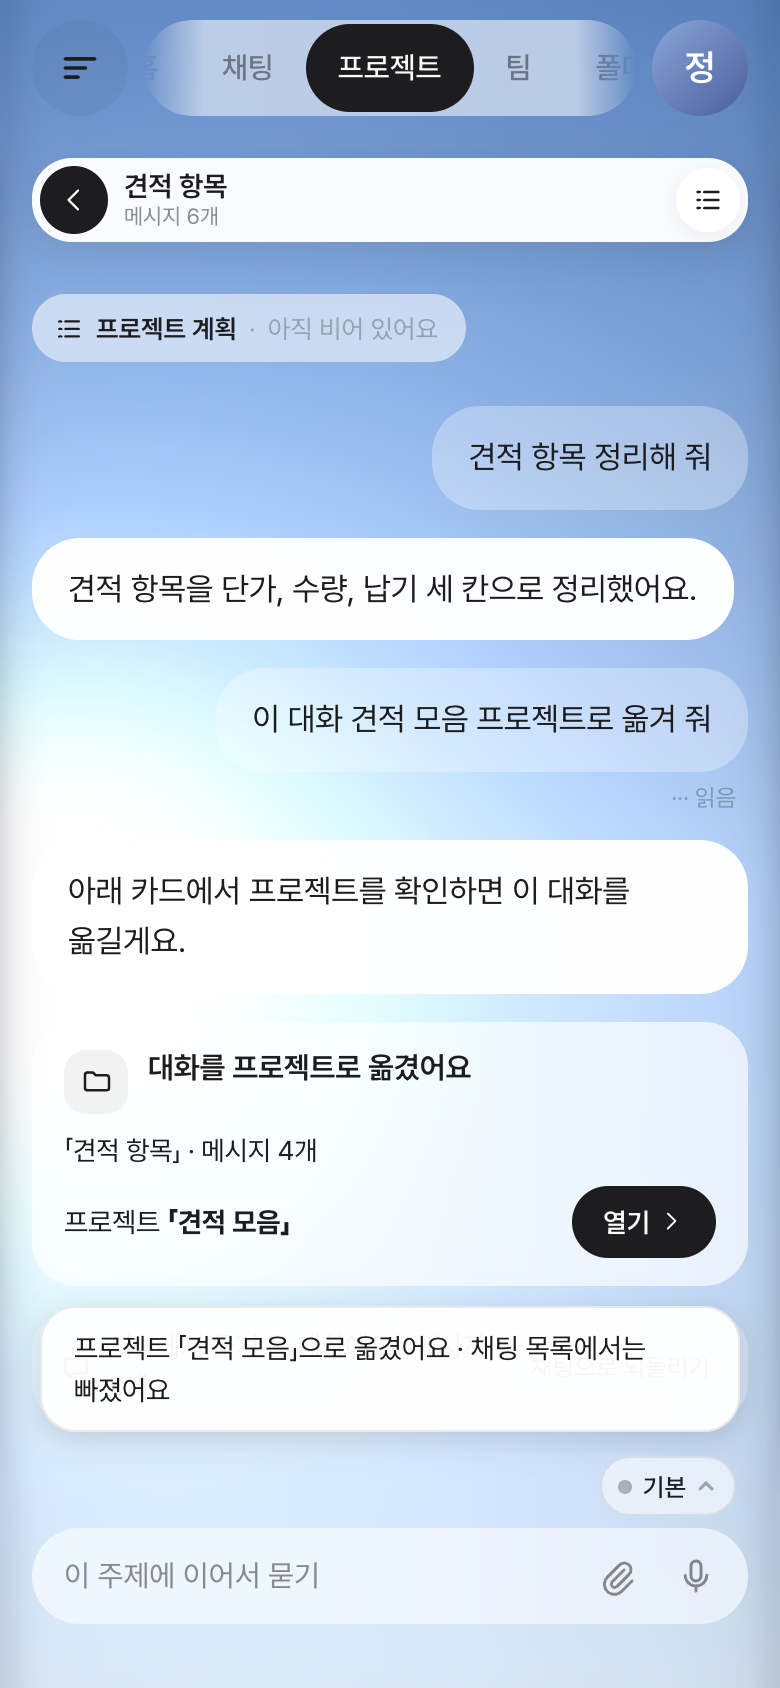 채팅
프로젝트
팀
정
견적 항목
메시지 6개
프로젝트 계획 · 아직 비어 있어요
견적 항목 정리해 줘
견적 항목을 단가, 수량, 납기 세 칸으로 정리했어요.
이 대화 견적 모음 프로젝트로 옮겨 줘
··· 읽음
아래 카드에서 프로젝트를 확인하면 이 대화를
옮길게요.
대화를 프로젝트로 옮겼어요
「견적 항목」 · 메시지 4개
프로젝트 「견적 모음」
열기
프로젝트 「견적 모음」으로 옮겼어요 · 채팅 목록에서는
빠졌어요
채팅으로 되돌리기
기본
이 주제에 이어서 묻기